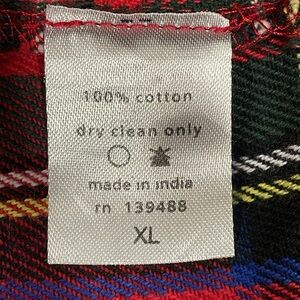 100% cotton
dry clean only
made in india
rn 139488
XL